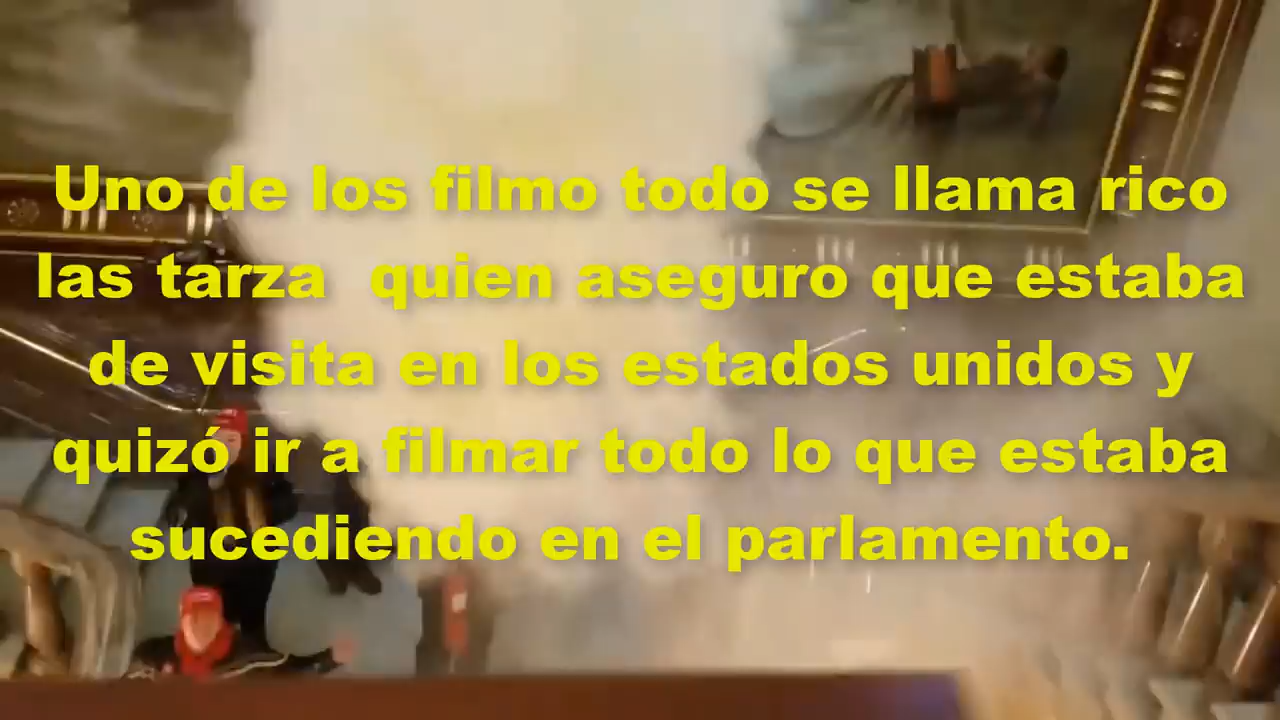 Uno de los filmo todo se llama rico
las tarza  quien aseguro que estaba
de visita en los estados unidos y
quizó ir a filmar todo lo que estaba
sucediendo en el parlamento.